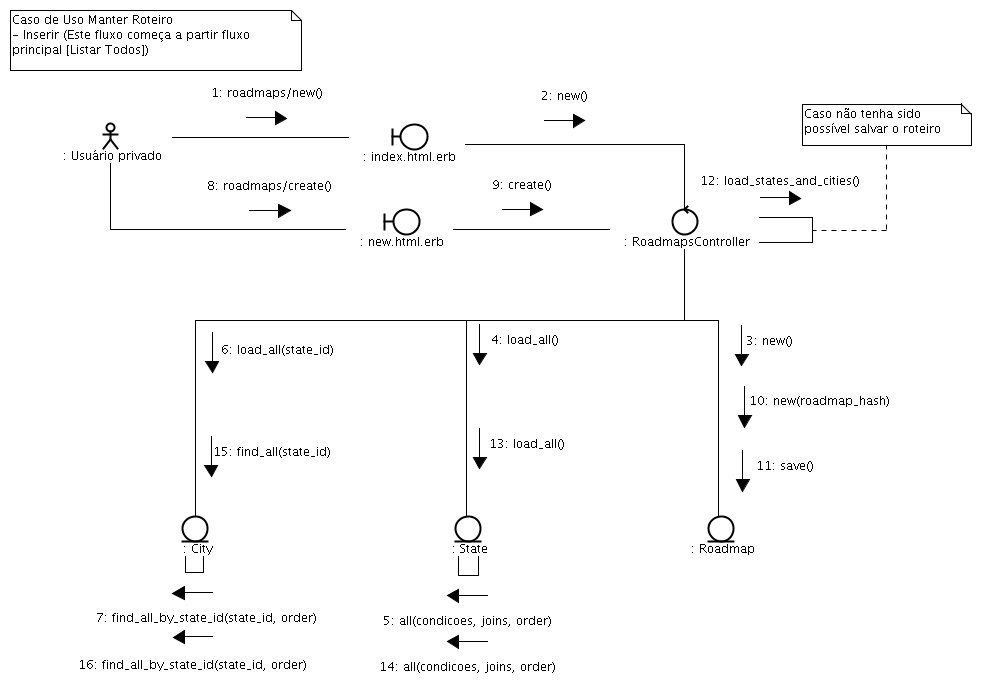 Caso de Uso Manter Roteiro
- Inserir (Este fluxo começa a partir fluxo
principal [Listar Todos])
1: roadmaps/new()
2: new()
Caso não tenha sido
possível salvar o roteiro
: Usuário privado
: index.html.erb
8: roadmaps/create()
9: create()
12: load_states_and_cities()
: new.html.erb
: RoadmapsController
6: load_all(state_id)
4: load_all()
3: new()
10: new(roadmap_hash)
15: find_all(state_id)
13: load_all()
11: save()
: City
: State
: Roadmap
7: find_all_by_state_id(state_id, order)
5: all(condicoes, joins, order)
16: find_all_by_state_id(state_id, order)
14: all(condicoes, joins, order)